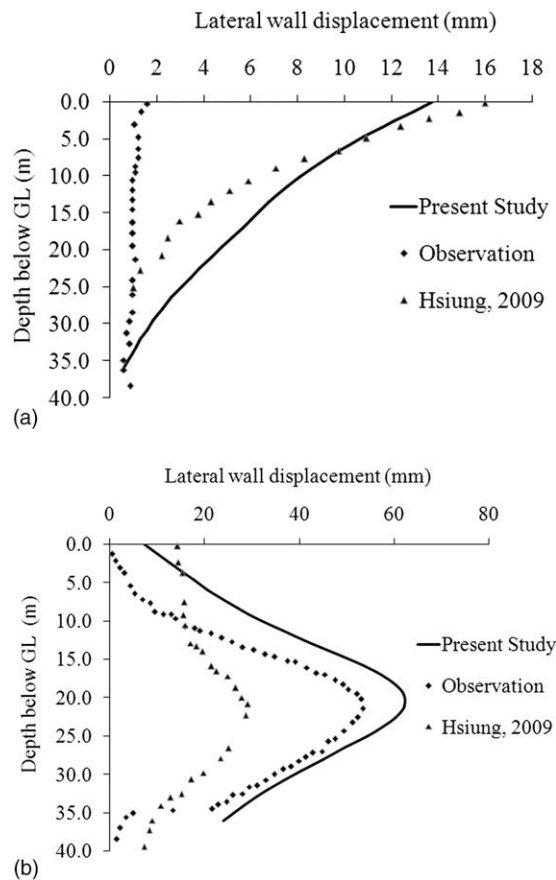 Lateral wall displacement (mm)
0 2 4 6 8 10 12 14 16 18
0.0
5.0
10.0
15.0
20.0
25.0
30.0
35.0
40.0
Depth below GL (m)
Present Study
Observation
Hsiung, 2009
(a)
Lateral wall displacement (mm)
0 20 40 60 80
0.0
5.0
10.0
15.0
20.0
25.0
30.0
35.0
40.0
Depth below GL (m)
Present Study
Observation
Hsiung, 2009
(b)